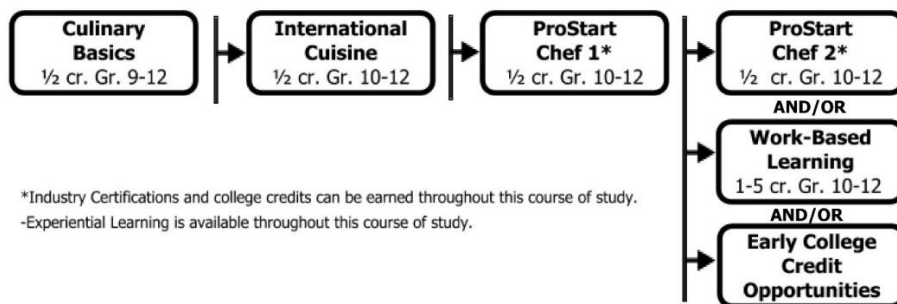 Culinary
Basics
½ cr. Gr. 9-12
International
Cuisine
½ cr. Gr. 10-12
ProStart
Chef 1*
½ cr. Gr. 10-12
ProStart
Chef 2*
½ cr. Gr. 10-12
AND/OR
Work-Based
Learning
1-5 cr. Gr. 10-12
AND/OR
Early College
Credit
Opportunities
*Industry Certifications and college credits can be earned throughout this course of study.
-Experiential Learning is available throughout this course of study.